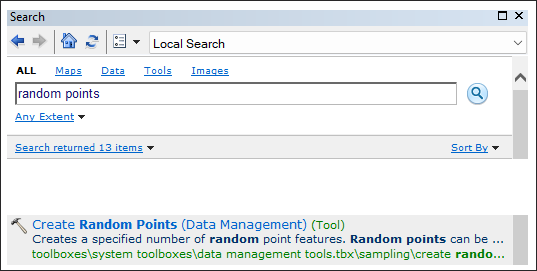 Search
Local Search
ALL Maps Data Tools Images
random points
Any Extent
Search returned 13 items Sort By
Create Random Points (Data Management) (Tool)
Creates a specified number of random point features. Random points can be ...
toolboxes\system toolboxes\data management tools.tbx\sampling\create rando...